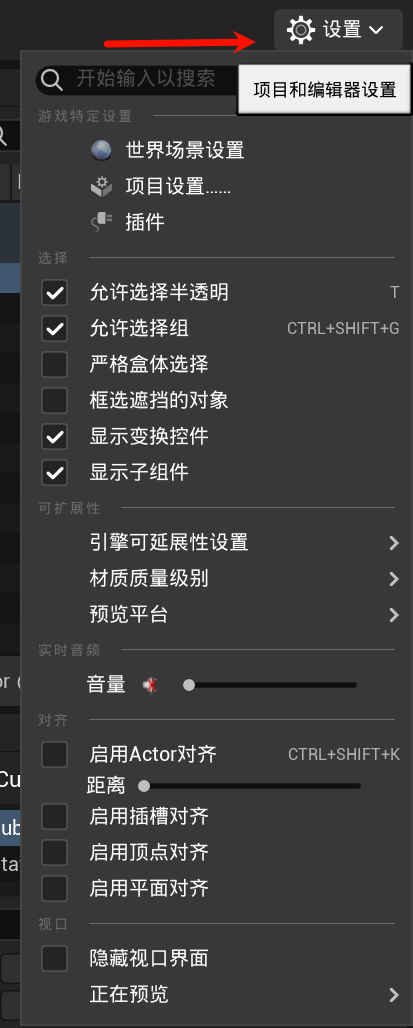 设置
开始输入以搜索
项目和编辑器设置
游戏特定设置
世界场景设置
项目设置......
插件
选择
允许选择半透明 T
允许选择组 CTRL+SHIFT+G
严格盒体选择
框选遮挡的对象
显示变换控件
显示子组件
可扩展性
引擎可延展性设置
材质质量级别
预览平台
实时音频
音量
对齐
启用Actor对齐 CTRL+SHIFT+K
距离
启用插槽对齐
启用顶点对齐
启用平面对齐
视口
隐藏视口界面
正在预览